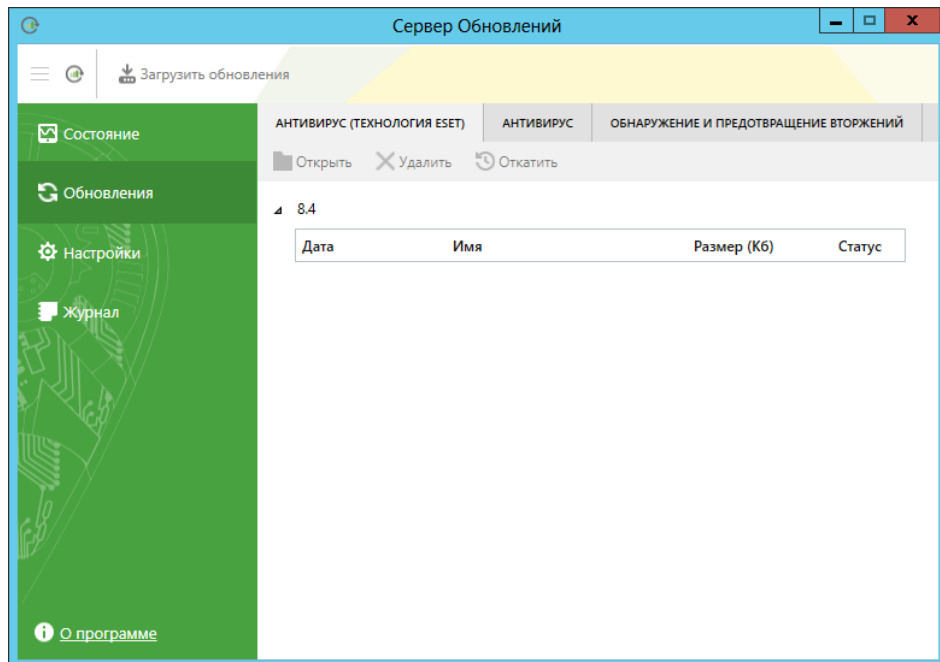 Сервер Обновлений
Загрузить обновления
Состояние
Обновления
Настройки
Журнал
О программе
АНТИВИРУС (ТЕХНОЛОГИЯ ESET) АНТИВИРУС ОБНАРУЖЕНИЕ И ПРЕДОТВРАЩЕНИЕ ВТОРЖЕНИЙ
Открыть Удалить Откатить
8.4
Дата Имя Размер (Кб) Статус